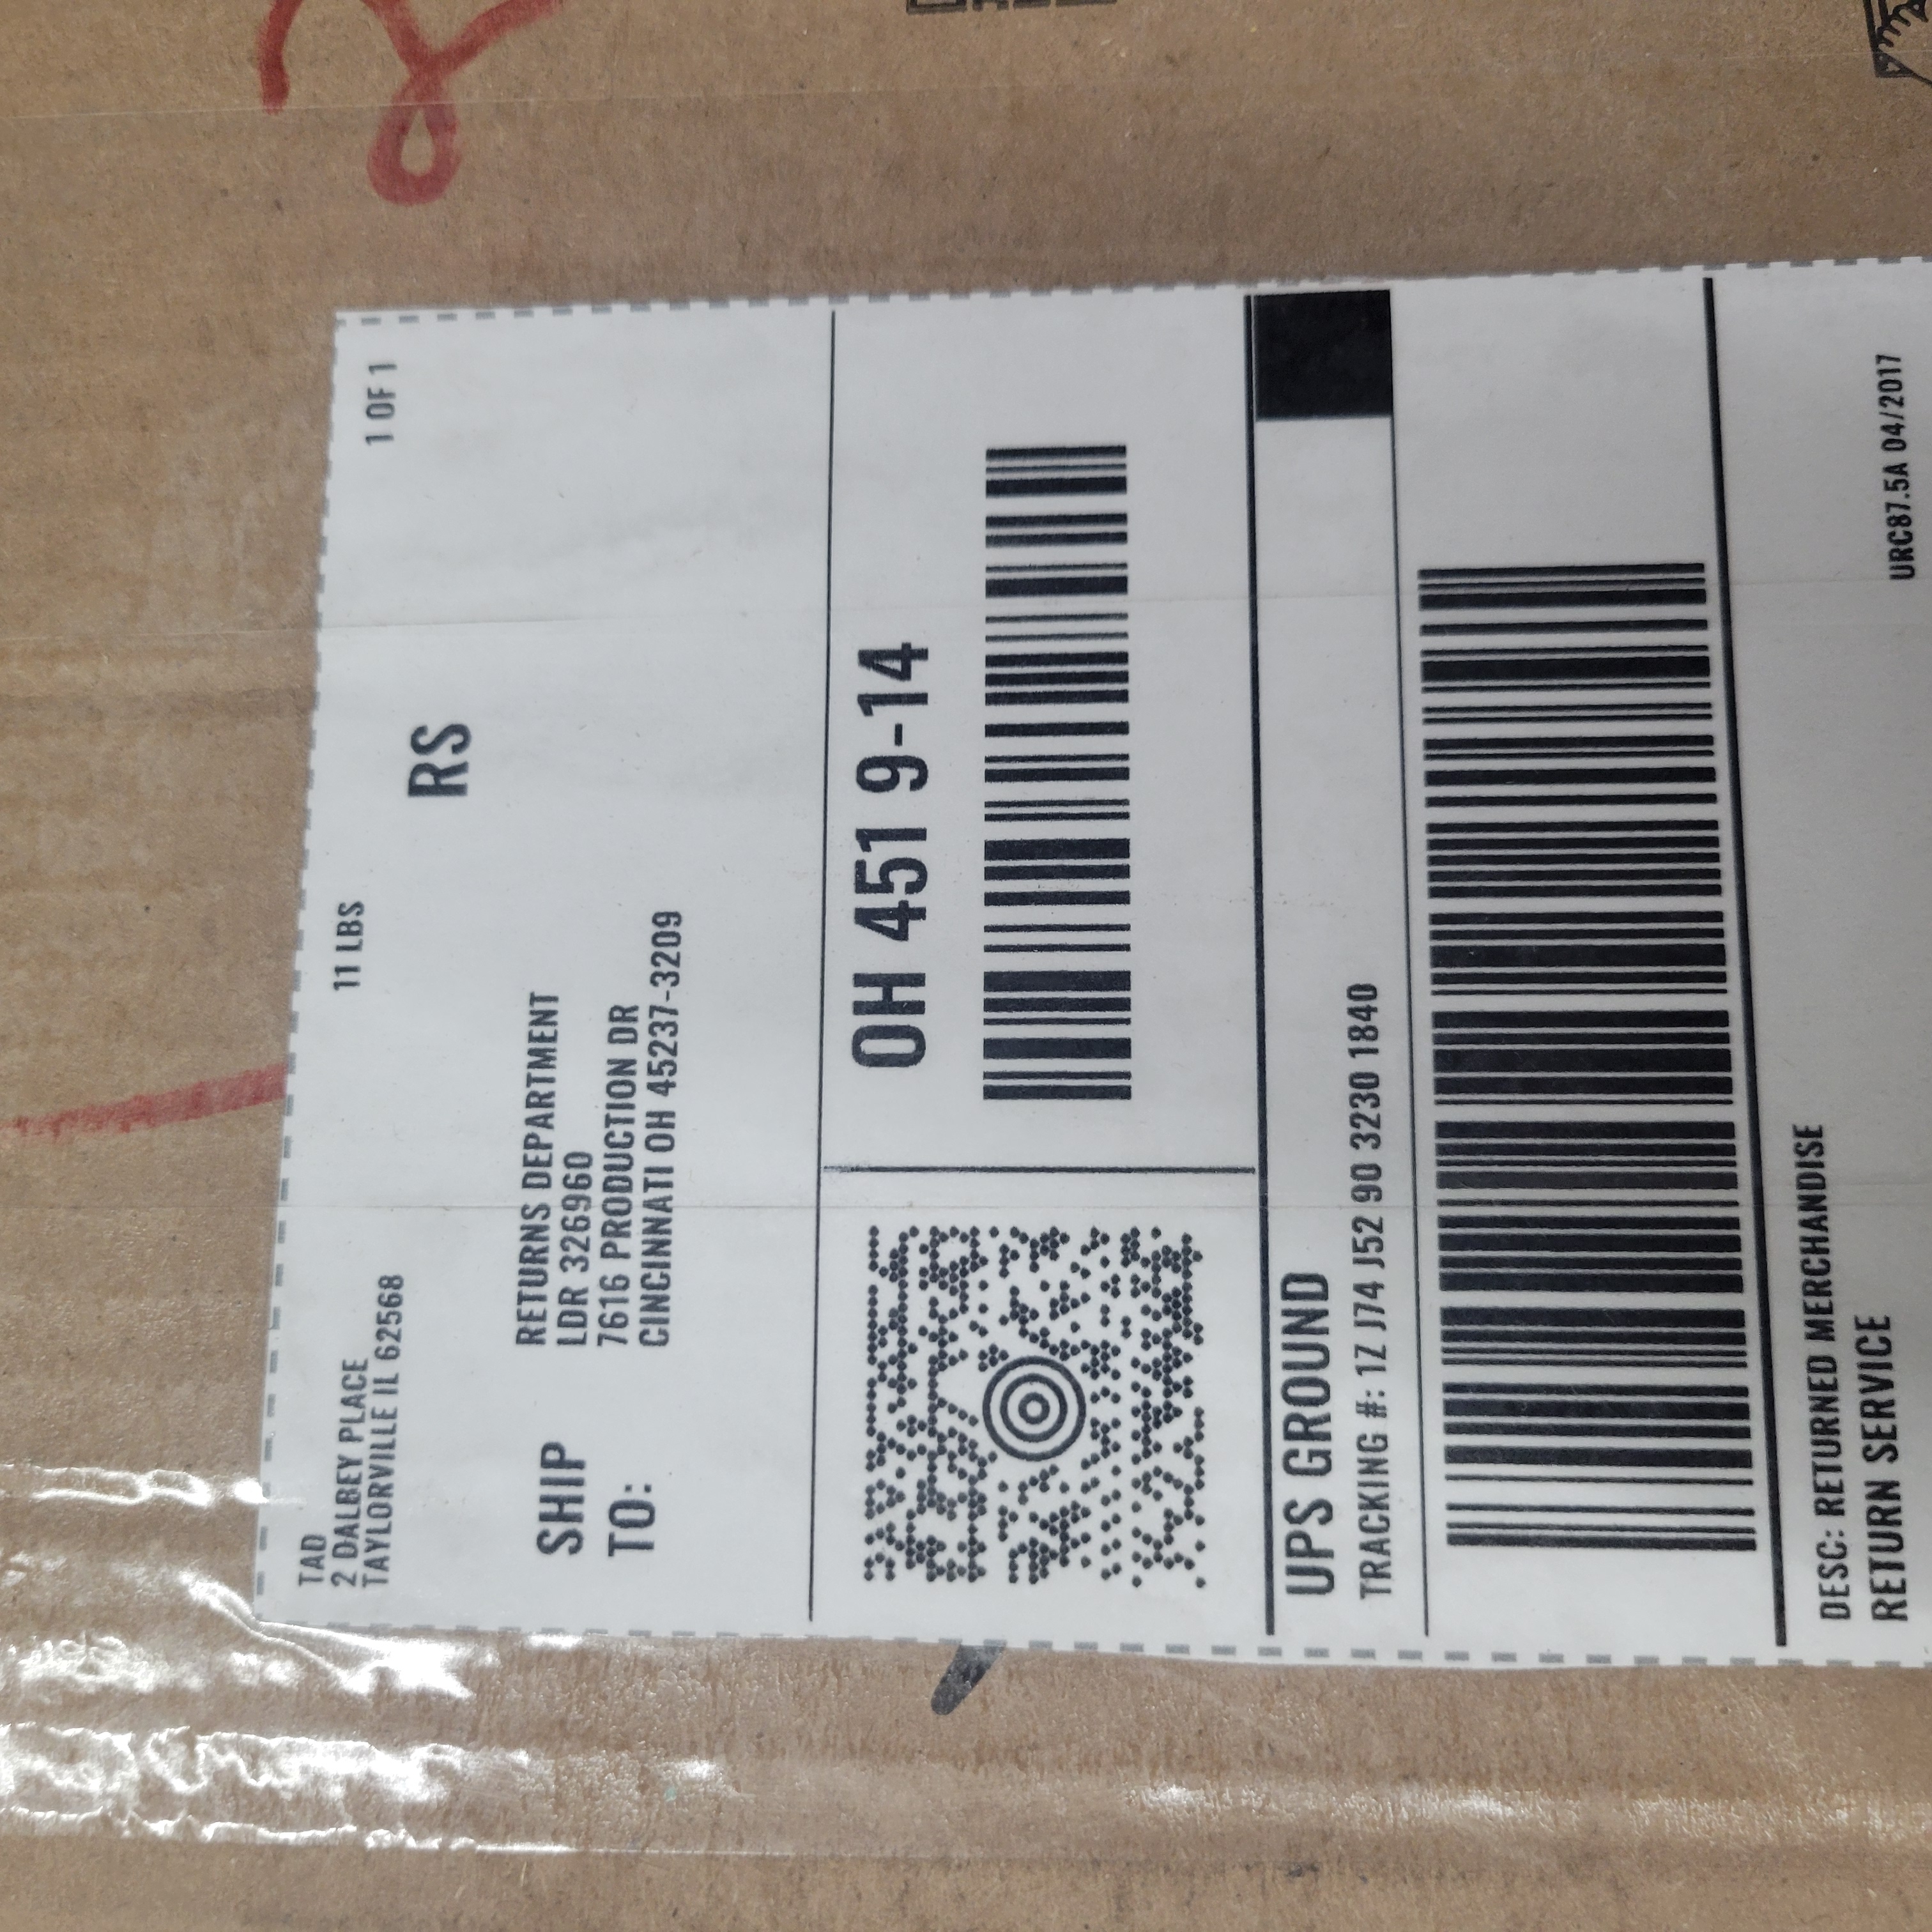 TAD
2 DALBEY PLACE
TAYLORVILLE IL 62568
11 LBS
1 OF 1
RS
SHIP
TO:
RETURNS DEPARTMENT
LDR 326960
7616 PRODUCTION DR
CINCINNATI OH 45237-3209
OH 451 9-14
UPS GROUND
TRACKING #: 1Z J74 J52 90 3230 1840
DESC: RETURNED MERCHANDISE
RETURN SERVICE
URC87.5A 04/2017